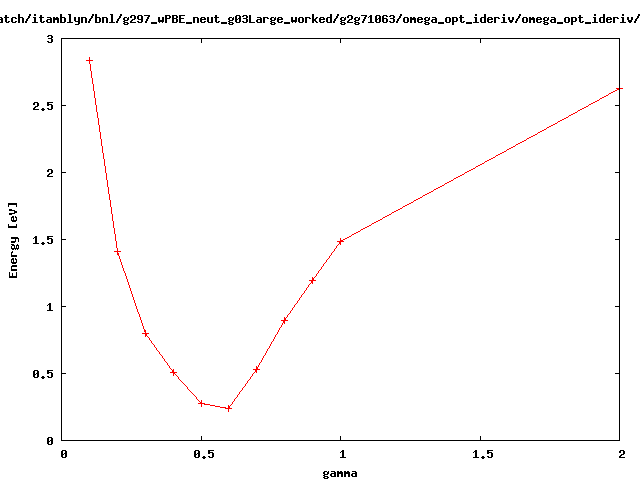 atch/itamblyn/bnl/g297_wPBE_neut_g03Large_worked/g2g71063/omega_opt_ideriv/omega_opt_ideriv/
3
2.5
2
1.5
1
0.5
0
Energy [eV]
0 0.5 1 1.5 2
gamma